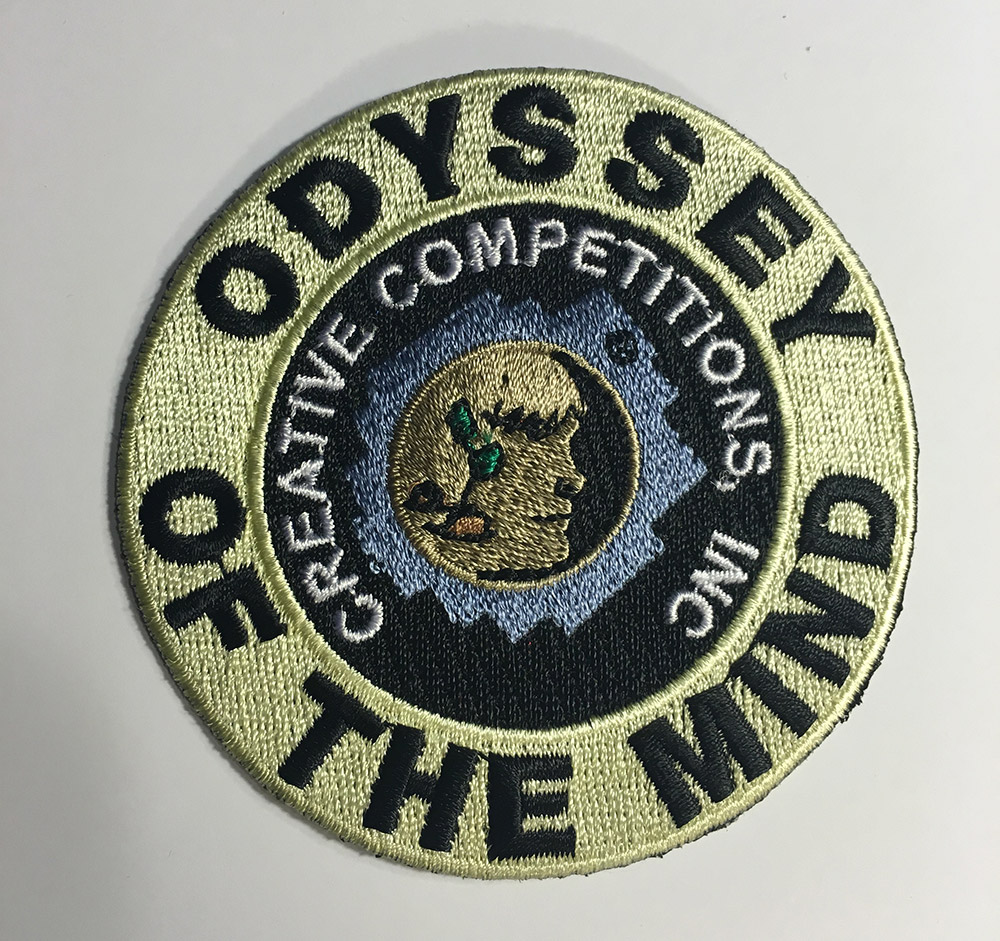 ODYSSEY
OF THE MIND
CREATIVE COMPETITIONS, INC